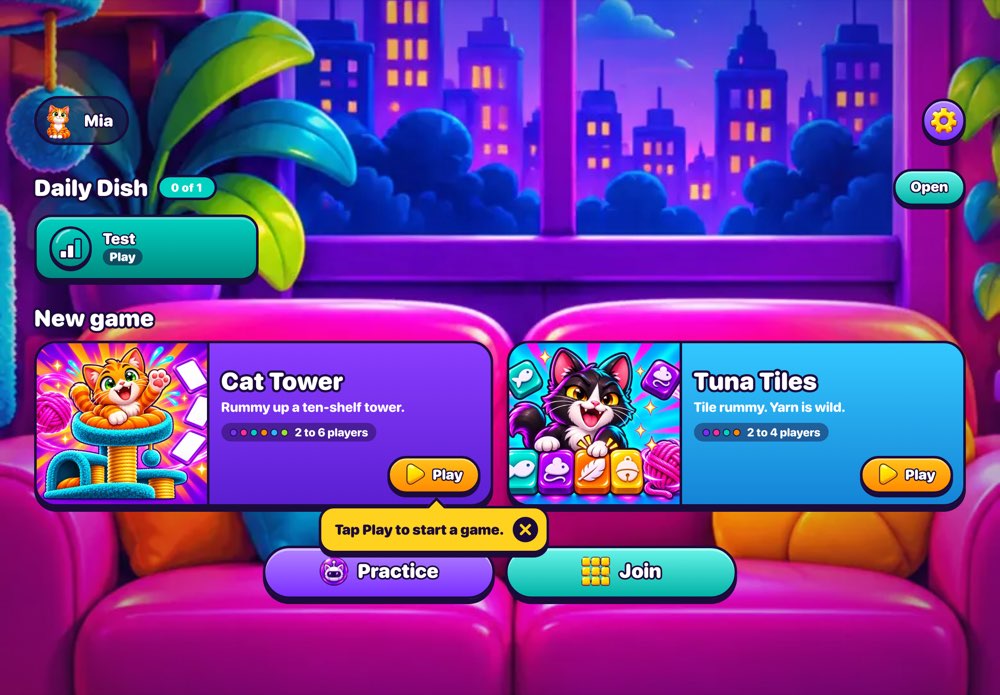 Mia
Daily Dish
0 of 1
Open
Test
Play
New game
Cat Tower
Rummy up a ten-shelf tower.
2 to 6 players
Play
Tuna Tiles
Tile rummy. Yarn is wild.
2 to 4 players
Play
Tap Play to start a game.
Practice
Join